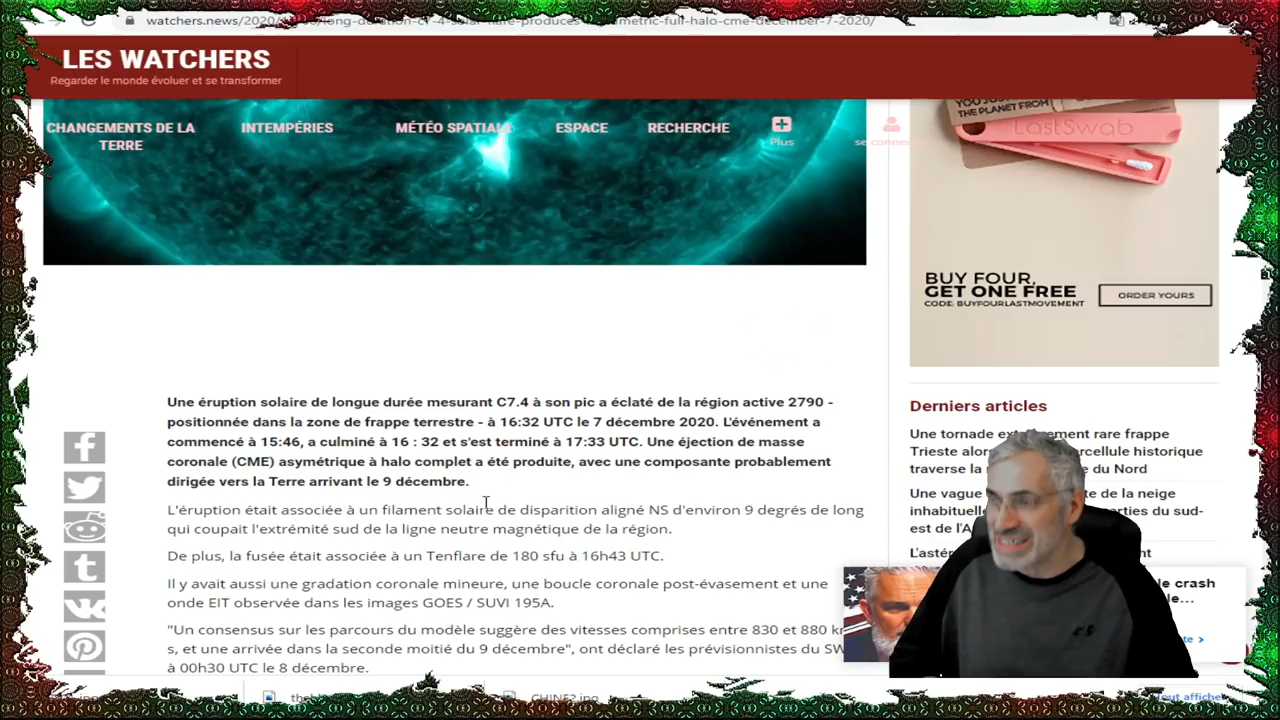 watchers.news/2020/
LES WATCHERS
Regarder le monde évoluer et se transformer
CHANGEMENTS DE LA
TERRE
INTEMPÉRIES
MÉTÉO SPATIALE
ESPACE
RECHERCHE
Plus
THE PLANET FROM
LastSwab
BUY FOUR,
GET ONE FREE
CODE: BUYFOURLASTMOVEMENT
ORDER YOURS
Une éruption solaire de longue durée mesurant C7.4 à son pic a éclaté de la région active 2790 -
positionnée dans la zone de frappe terrestre - à 16:32 UTC le 7 décembre 2020. L'événement a
commencé à 15:46, a culminé à 16 : 32 et s'est terminé à 17:33 UTC. Une éjection de masse
coronale (CME) asymétrique à halo complet a été produite, avec une composante probablement
dirigée vers la Terre arrivant le 9 décembre.
L'éruption était associée à un filament solaire de disparition aligné NS d'environ 9 degrés de long
qui coupait l'extrémité sud de la ligne neutre magnétique de la région.
De plus, la fusée était associée à un Tenflare de 180 sfu à 16h43 UTC.
Il y avait aussi une gradation coronale mineure, une boucle coronale post-évasement et une
onde EIT observée dans les images GOES / SUVI 195A.
"Un consensus sur les parcours du modèle suggère des vitesses comprises entre 830 et 880
s, et une arrivée dans la seconde moitié du 9 décembre", ont déclaré les prévisionnistes du
à 00h30 UTC le 8 décembre.
Derniers articles
Une tornade rare frappe
Trieste
traverse la du Nord
Une vague de la neige
du sud-
est de
crash
CHINE2.jpg
tout